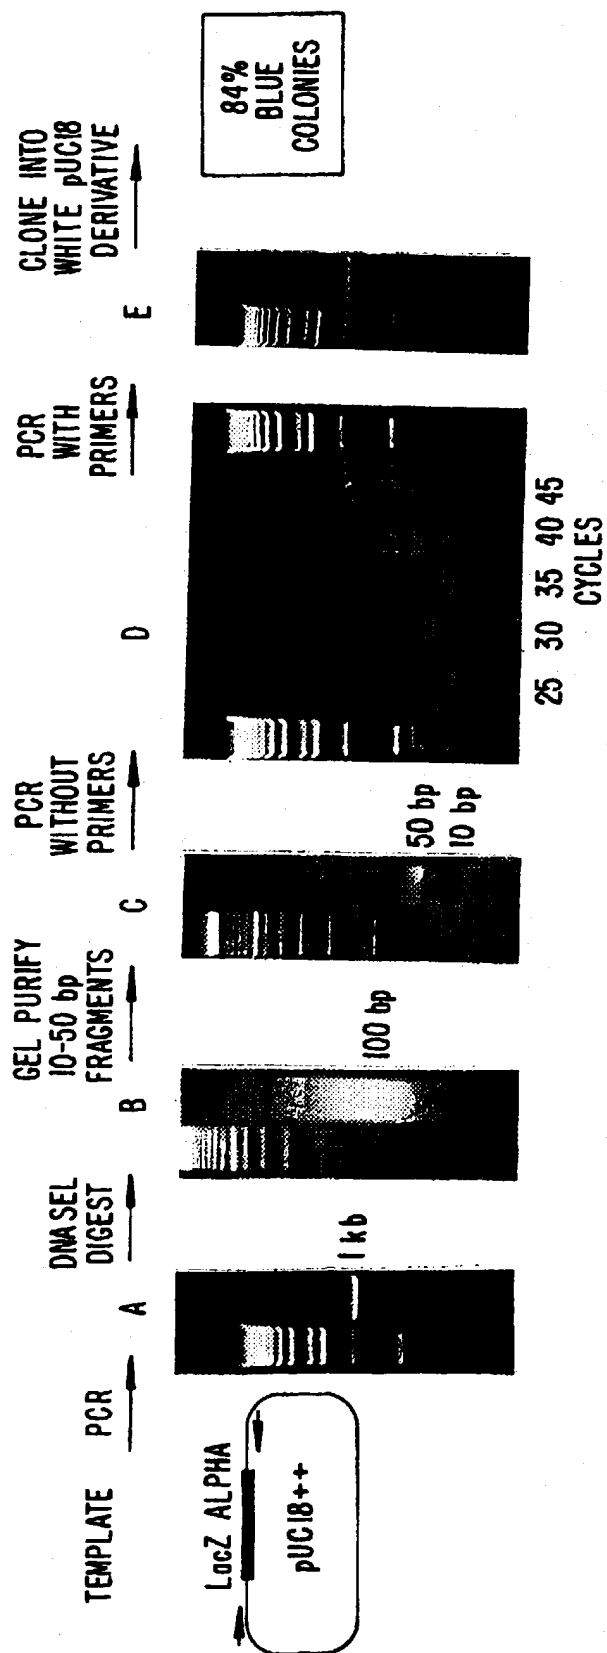 TEMPLATE
PCR
LacZ ALPHA
pUC18++
A
1 kb
DNASEL
DIGEST
B
100 bp
GEL PURIFY
10-50 bp
FRAGMENTS
C
50 bp
10 bp
PCR
WITHOUT
PRIMERS
D
25 30 35 40 45
CYCLES
PCR
WITH
PRIMERS
E
CLONE INTO
WHITE pUC18
DERIVATIVE
84%
BLUE
COLONIES